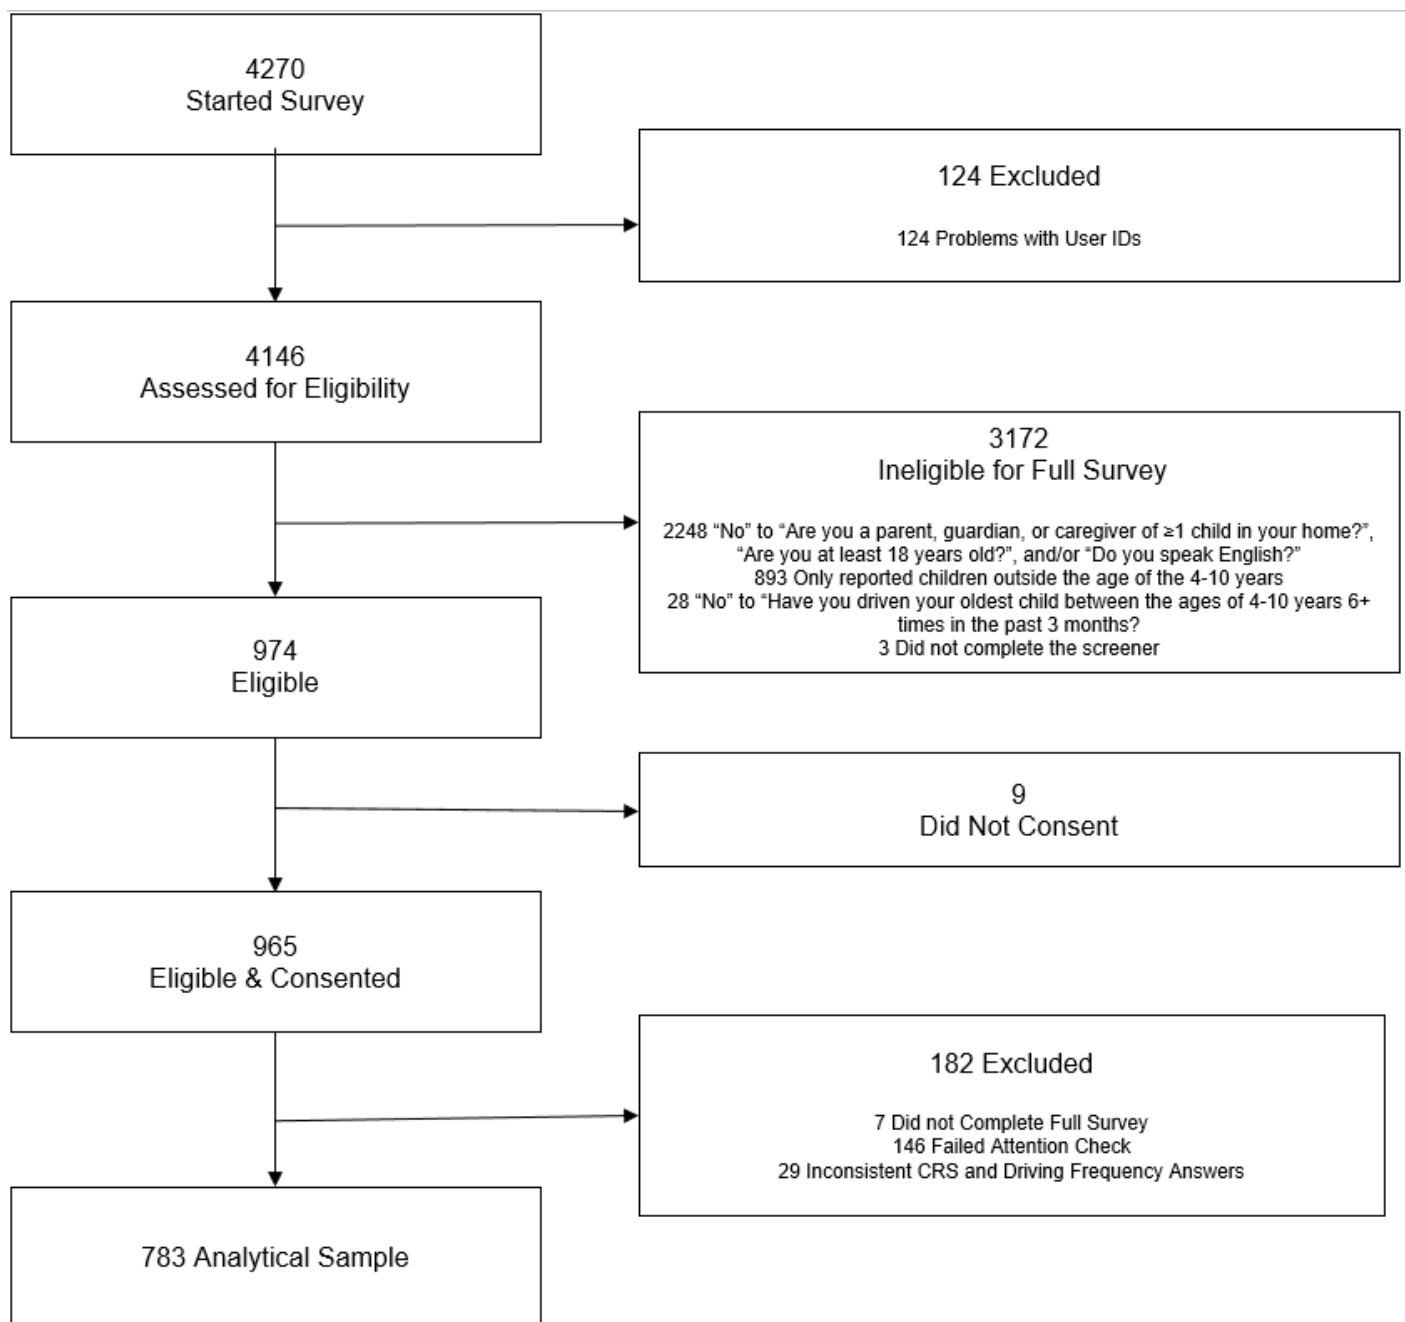 4270
Started Survey
124 Excluded
124 Problems with User IDs
4146
Assessed for Eligibility
3172
Ineligible for Full Survey
2248 “No” to “Are you a parent, guardian, or caregiver of ≥1 child in your home?”,
“Are you at least 18 years old?”, and/or “Do you speak English?”
893 Only reported children outside the age of the 4-10 years
28 “No” to “Have you driven your oldest child between the ages of 4-10 years 6+
times in the past 3 months?
3 Did not complete the screener
974
Eligible
9
Did Not Consent
965
Eligible & Consented
182 Excluded
7 Did not Complete Full Survey
146 Failed Attention Check
29 Inconsistent CRS and Driving Frequency Answers
783 Analytical Sample